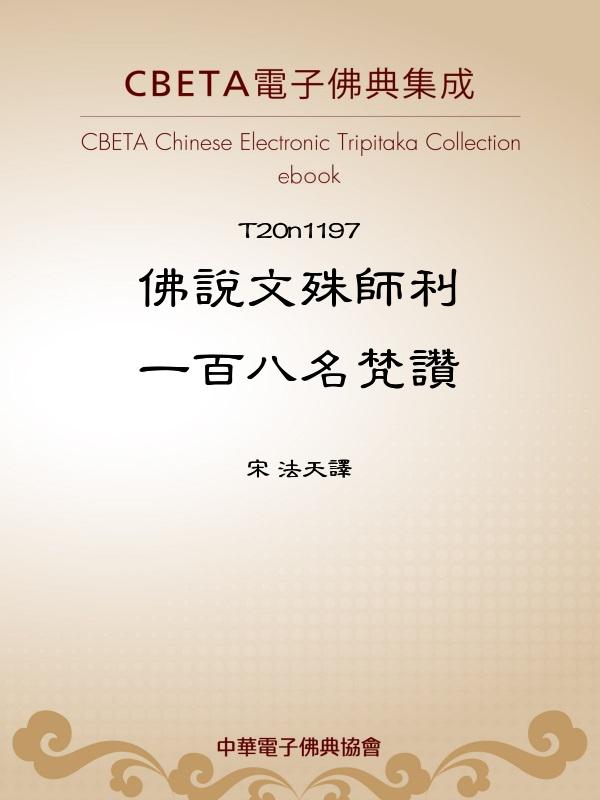 CBETA電子佛典集成
CBETA Chinese Electronic Tripitaka Collection
ebook
T20n1197
佛說文殊師利
一百八名梵讚
宋 法天譯
中華電子佛典協會